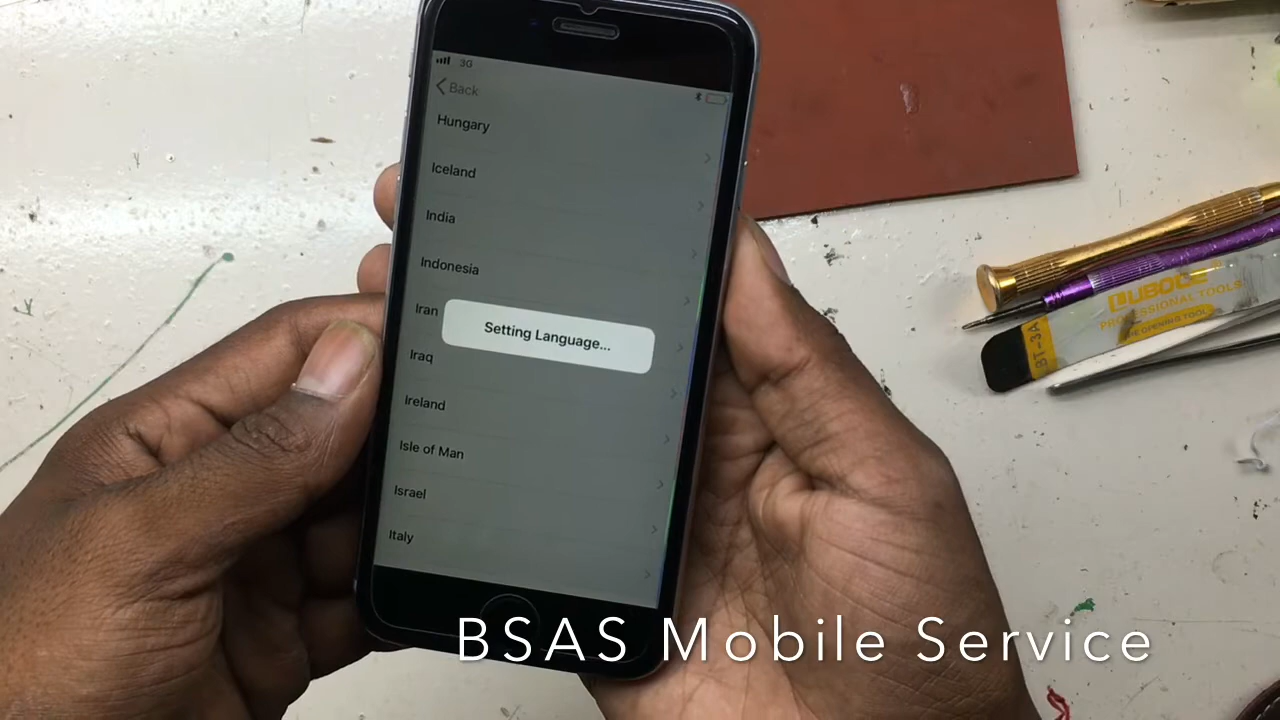 3G
Back
Hungary
Iceland
India
Indonesia
Iran
Setting Language...
Iraq
Ireland
Isle of Man
Israel
Italy
PROFESSIONAL TOOLS
BT-3A
BSAS Mobile Service